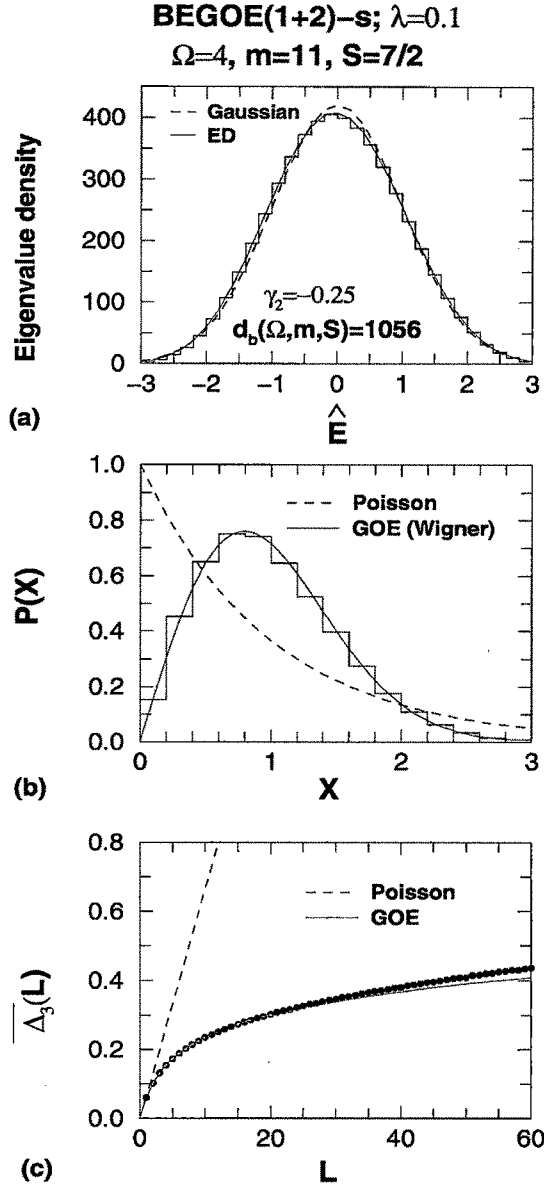 BEGOE(1+2)-s; λ=0.1
Ω=4, m=11, S=7/2
Eigenvalue density
400
300
200
100
0
Gaussian
ED
γ₂=−0.25
d_b(Ω,m,S)=1056
−3 −2 −1 0 1 2 3
(a)
Ê
P(X)
1.0
0.8
0.6
0.4
0.2
0.0
Poisson
GOE (Wigner)
0 1 2 3
(b)
X
Δ̅₃(L)
0.8
0.6
0.4
0.2
0.0
Poisson
GOE
0 20 40 60
(c)
L